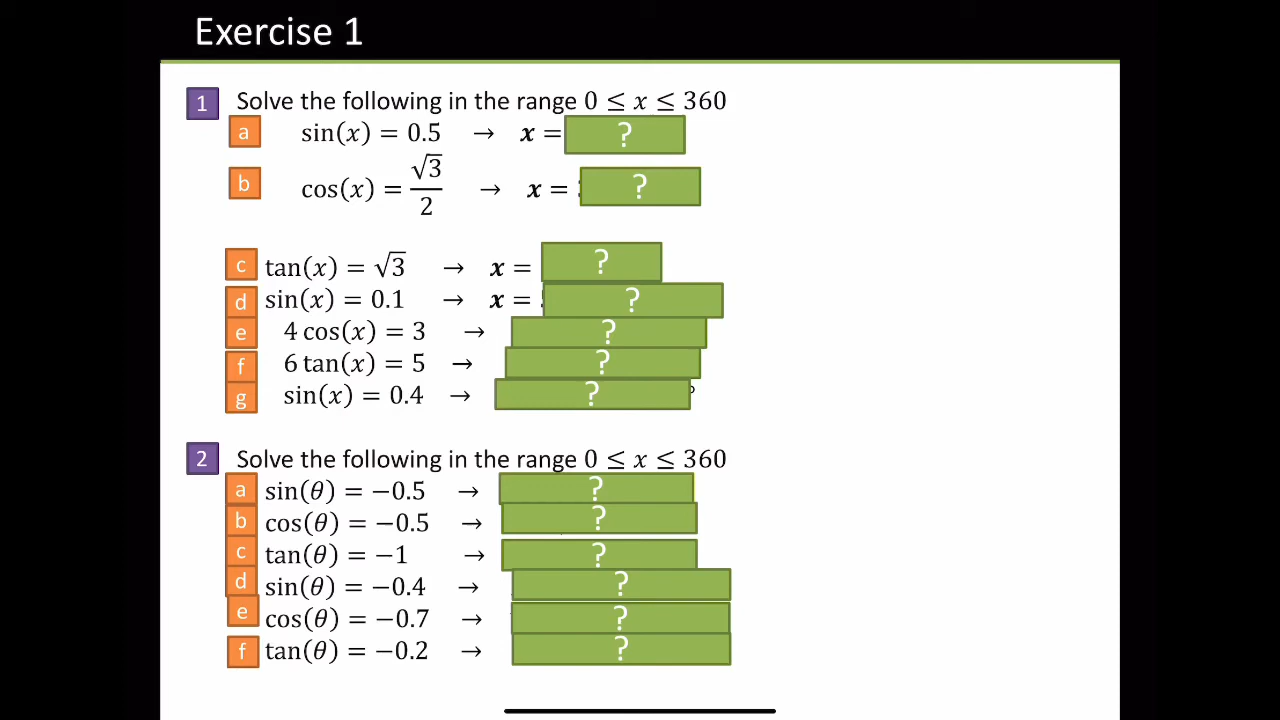 Exercise 1
1 Solve the following in the range 0 ≤ x ≤ 360
a sin(x) = 0.5 → x = ?
b cos(x) = √3/2 → x = ?
c tan(x) = √3 → x = ?
d sin(x) = 0.1 → x = ?
e 4 cos(x) = 3 → ?
f 6 tan(x) = 5 → ?
g sin(x) = 0.4 → ?
2 Solve the following in the range 0 ≤ x ≤ 360
a sin(θ) = −0.5 → ?
b cos(θ) = −0.5 → ?
c tan(θ) = −1 → ?
d sin(θ) = −0.4 → ?
e cos(θ) = −0.7 → ?
f tan(θ) = −0.2 → ?